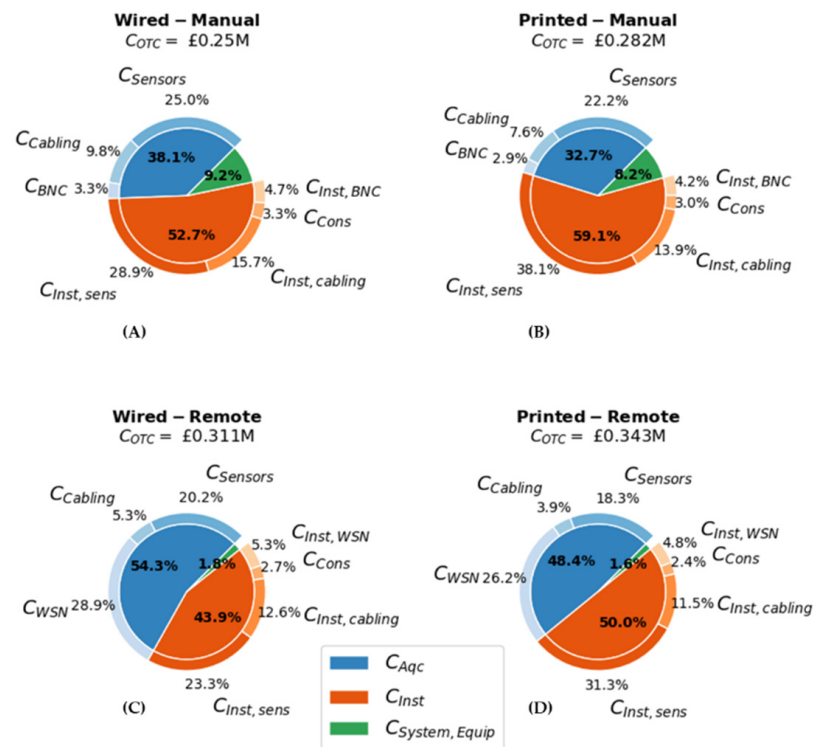 Wired – Manual
C_OTC = £0.25M
C_Sensors
25.0%
C_Cabling
9.8%
38.1%
9.2%
C_BNC 3.3%
4.7% C_Inst, BNC
3.3% C_Cons
52.7%
28.9%
15.7%
C_Inst, cabling
C_Inst, sens
(A)
Printed – Manual
C_OTC = £0.282M
C_Sensors
22.2%
C_Cabling
7.6%
C_BNC 2.9%
32.7%
8.2%
4.2% C_Inst, BNC
3.0% C_Cons
59.1%
13.9%
C_Inst, cabling
38.1%
C_Inst, sens
(B)
Wired – Remote
C_OTC = £0.311M
C_Sensors
20.2%
C_Cabling
5.3%
C_Inst, WSN
5.3%
C_Cons
2.7%
54.3%
1.8%
C_WSN 28.9%
43.9%
12.6% C_Inst, cabling
23.3%
C_Inst, sens
(C)
Printed – Remote
C_OTC = £0.343M
C_Sensors
18.3%
C_Cabling
3.9%
C_Inst, WSN
4.8%
C_Cons
2.4%
48.4%
1.6%
C_WSN 26.2%
11.5% C_Inst, cabling
50.0%
31.3%
C_Inst, sens
(D)
C_Aqc
C_Inst
C_System, Equip